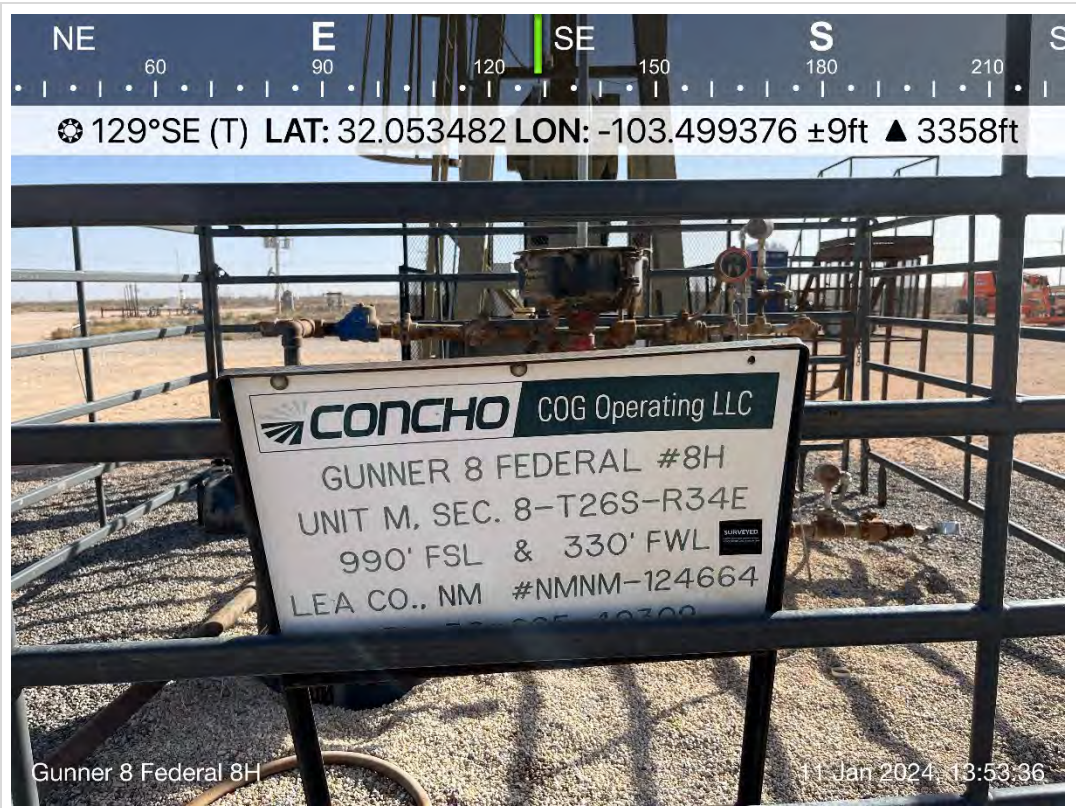 NE E SE S S
60 90 120 150 180 210
129°SE (T) LAT: 32.053482 LON: -103.499376 ±9ft ▲ 3358ft
CONCHO COG Operating LLC
GUNNER 8 FEDERAL #8H
UNIT M, SEC. 8-T26S-R34E
990' FSL & 330' FWL
SURVEYED
LEA CO., NM #NMNM-124664
Gunner 8 Federal 8H
11 Jan 2024, 13:53:36